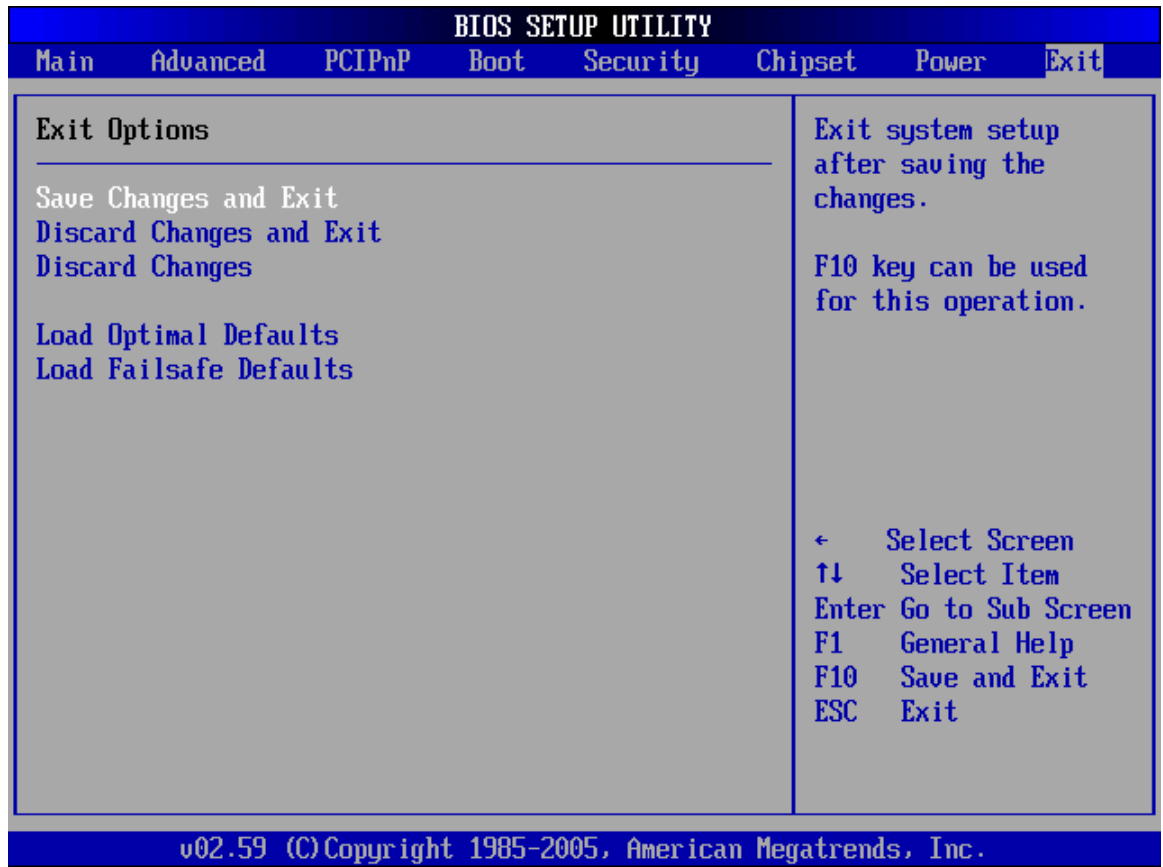 BIOS SETUP UTILITY
Main Advanced PCIPnP Boot Security Chipset Power Exit
Exit Options
Save Changes and Exit
Discard Changes and Exit
Discard Changes
Load Optimal Defaults
Load Failsafe Defaults
Exit system setup
after saving the
changes.
F10 key can be used
for this operation.
← Select Screen
↑↓ Select Item
Enter Go to Sub Screen
F1 General Help
F10 Save and Exit
ESC Exit
v02.59 (C)Copyright 1985-2005, American Megatrends, Inc.